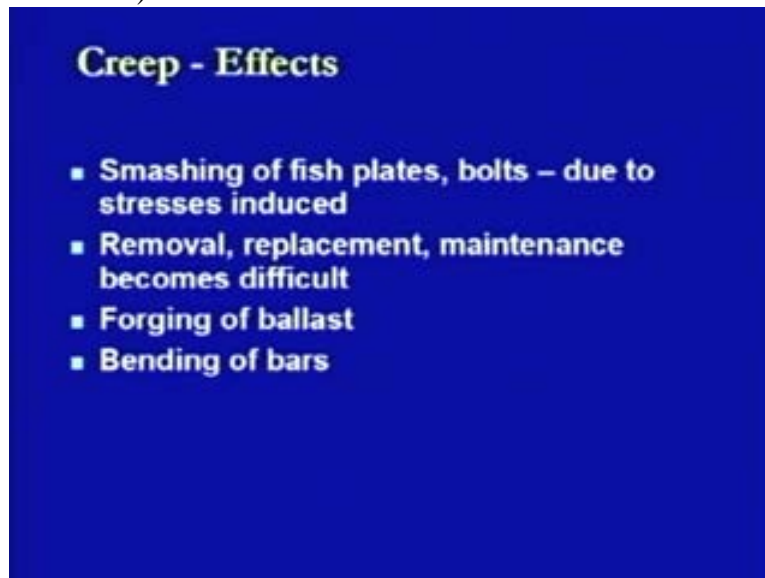 Creep - Effects
▪ Smashing of fish plates, bolts – due to
stresses induced
▪ Removal, replacement, maintenance
becomes difficult
▪ Forging of ballast
▪ Bending of bars